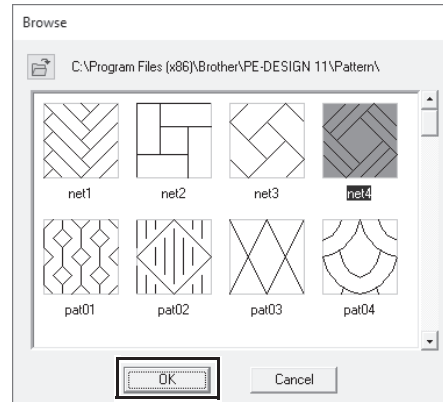 Browse
C:\Program Files (x86)\Brother\PE-DESIGN 11\Pattern\
net1 net2 net3 net4
pat01 pat02 pat03 pat04
OK Cancel